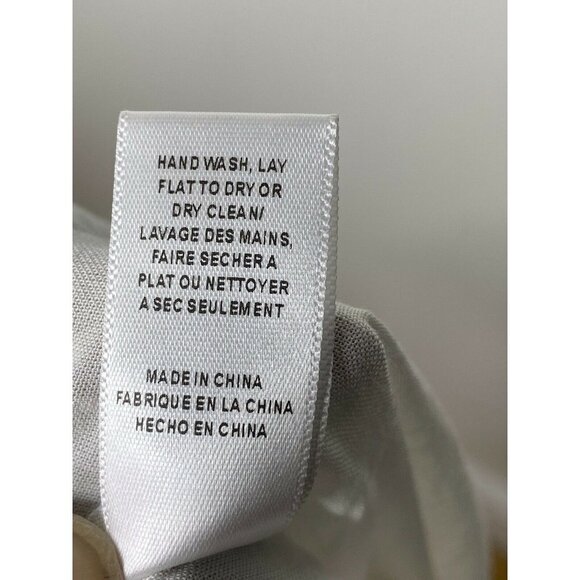 HAND WASH, LAY
FLAT TO DRY OR
DRY CLEAN/
LAVAGE DES MAINS,
FAIRE SECHER A
PLAT OU NETTOYER
A SEC SEULEMENT
MADE IN CHINA
FABRIQUE EN LA CHINA
HECHO EN CHINA